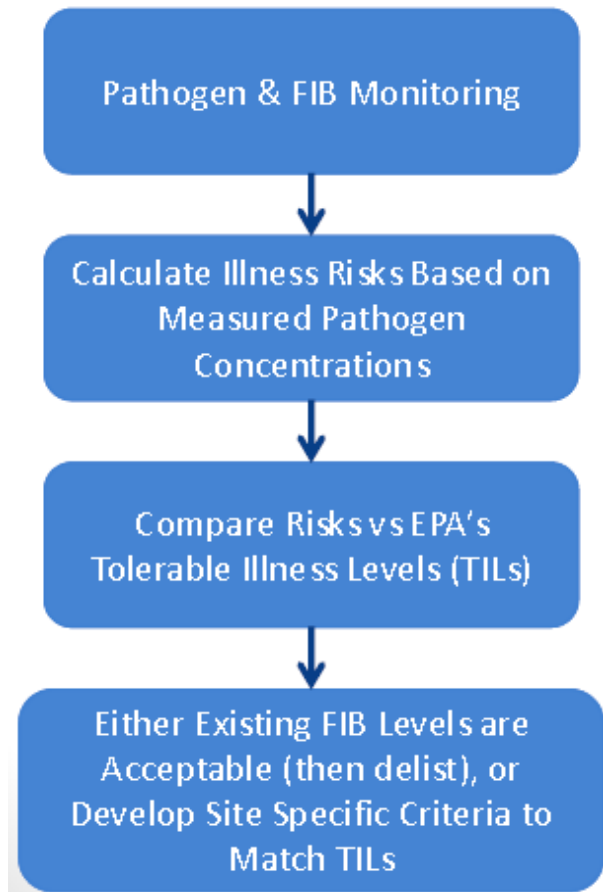 Pathogen & FIB Monitoring
Calculate Illness Risks Based on
Measured Pathogen
Concentrations
Compare Risks vs EPA's
Tolerable Illness Levels (TILs)
Either Existing FIB Levels are
Acceptable (then delist), or
Develop Site Specific Criteria to
Match TILs